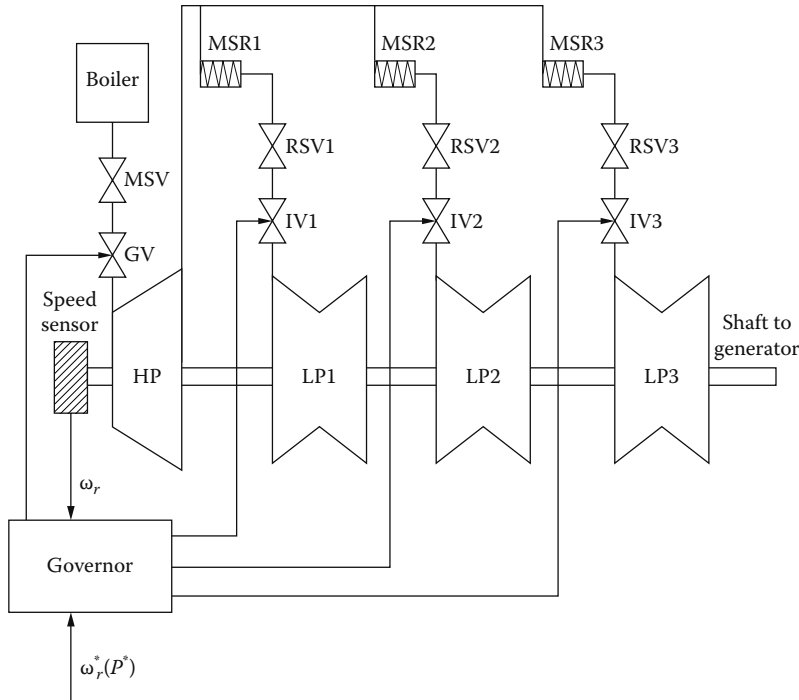 MSR1
MSR2
MSR3
Boiler
RSV1
RSV2
RSV3
MSV
IV1
IV2
IV3
GV
Speed
sensor
Shaft to
generator
HP
LP1
LP2
LP3
ωr
Governor
ω*r(P*)